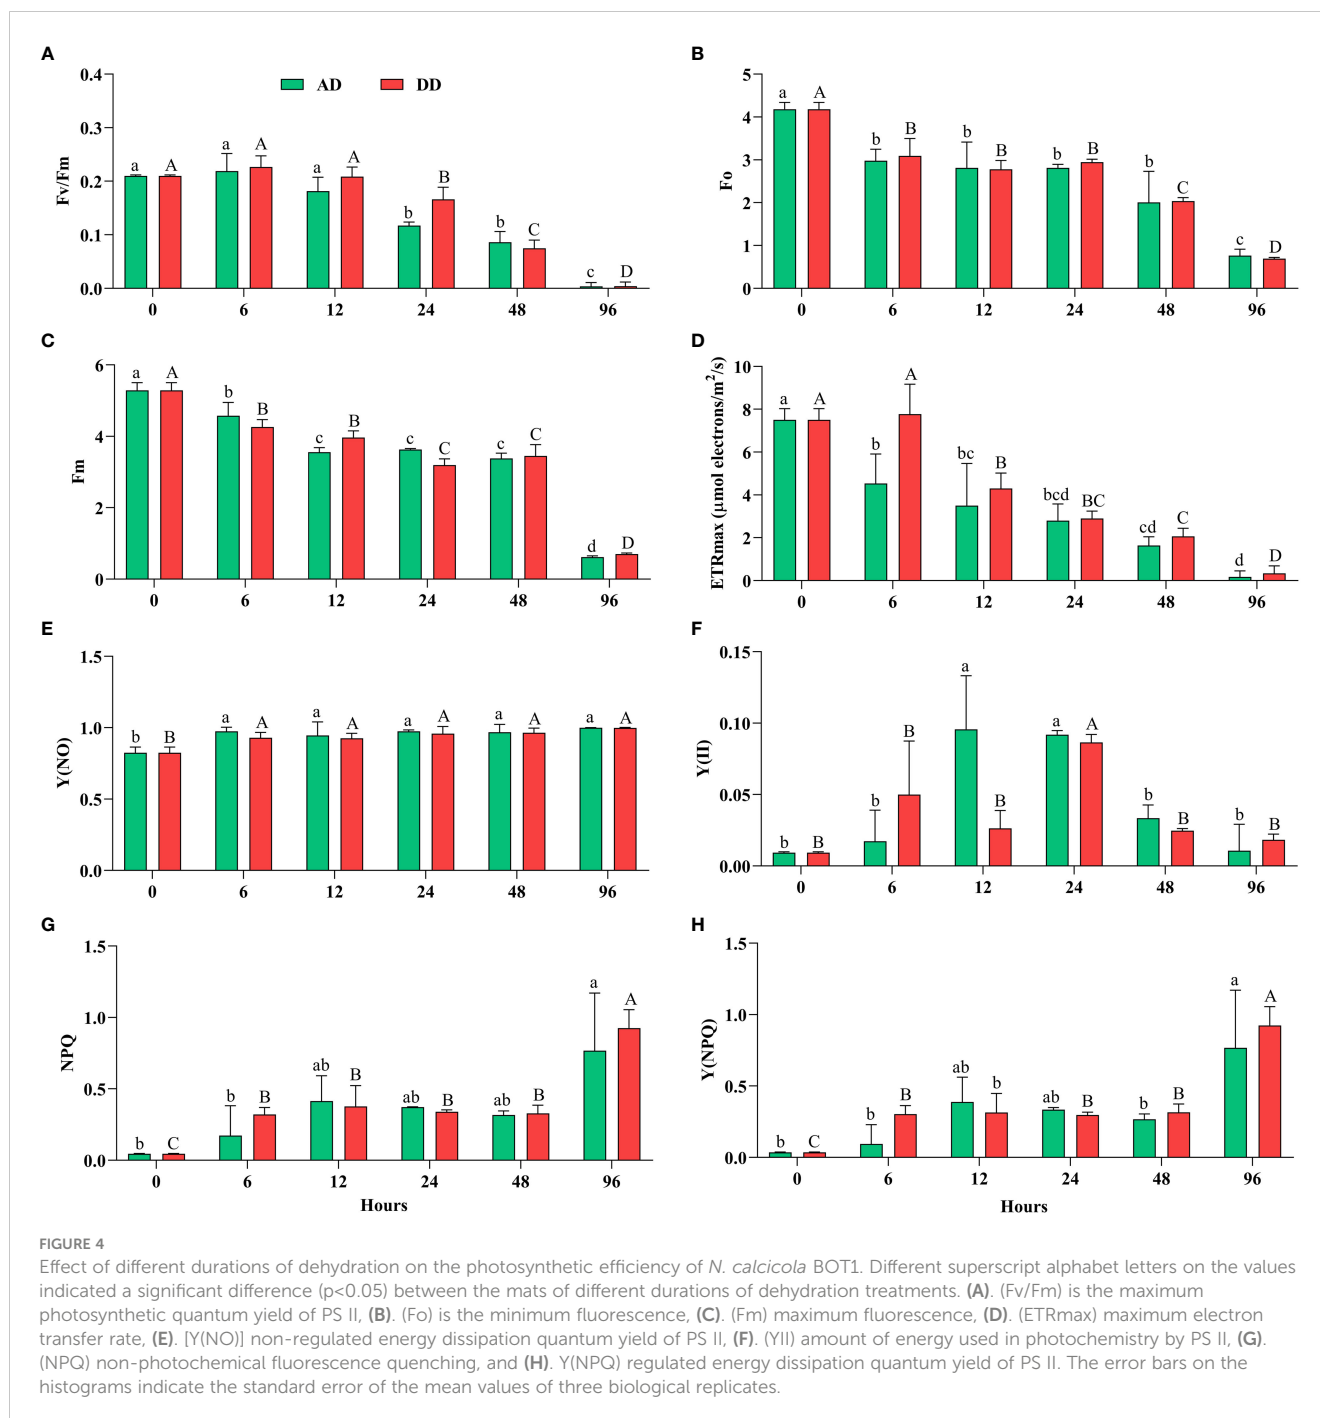 A
B
AD
DD
Fv/Fm
0.4
0.3
0.2
0.1
0.0
a A a A a A b B b C c D
0 6 12 24 48 96
Fo
5
4
3
2
1
0
a A b B b B b B b C c D
0 6 12 24 48 96
C
D
Fm
6
4
2
0
a A b B c B c C c C d D
0 6 12 24 48 96
ETRmax (µmol electrons/m²/s)
10
8
6
4
2
0
a A b A bc B bcd BC cd C d D
0 6 12 24 48 96
E
F
Y(NO)
1.5
1.0
0.5
0.0
b B a A a A a A a A a A
0 6 12 24 48 96
Y(II)
0.15
0.10
0.05
0.00
b B b B a B a A b B b B
0 6 12 24 48 96
G
H
NPQ
1.5
1.0
0.5
0.0
b C b B ab B ab B ab B a A
0 6 12 24 48 96
Hours
Y(NPQ)
1.5
1.0
0.5
0.0
b C b B ab b ab B b B a A
0 6 12 24 48 96
Hours
FIGURE 4
Effect of different durations of dehydration on the photosynthetic efficiency of N. calcicola BOT1. Different superscript alphabet letters on the values
indicated a significant difference (p<0.05) between the mats of different durations of dehydration treatments. (A). (Fv/Fm) is the maximum
photosynthetic quantum yield of PS II, (B). (Fo) is the minimum fluorescence, (C). (Fm) maximum fluorescence, (D). (ETRmax) maximum electron
transfer rate, (E). [Y(NO)] non-regulated energy dissipation quantum yield of PS II, (F). (YII) amount of energy used in photochemistry by PS II, (G).
(NPQ) non-photochemical fluorescence quenching, and (H). Y(NPQ) regulated energy dissipation quantum yield of PS II. The error bars on the
histograms indicate the standard error of the mean values of three biological replicates.